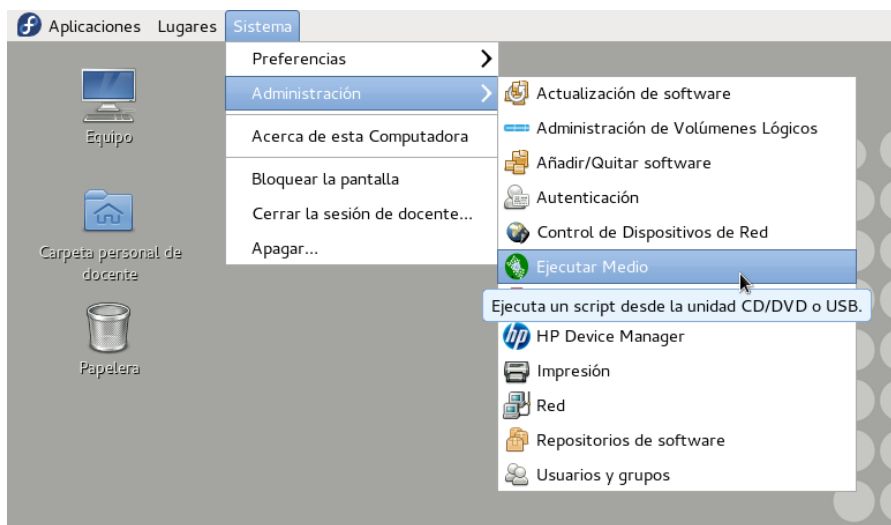 Aplicaciones Lugares Sistema
Preferencias
Administración
Acerca de esta Computadora
Bloquear la pantalla
Cerrar la sesión de docente...
Apagar...
Actualización de software
Administración de Volúmenes Lógicos
Añadir/Quitar software
Autenticación
Control de Dispositivos de Red
Ejecutar Medio
Ejecuta un script desde la unidad CD/DVD o USB.
hp HP Device Manager
Impresión
Red
Repositorios de software
Usuarios y grupos
Equipo
Carpeta personal de
docente
Papelera